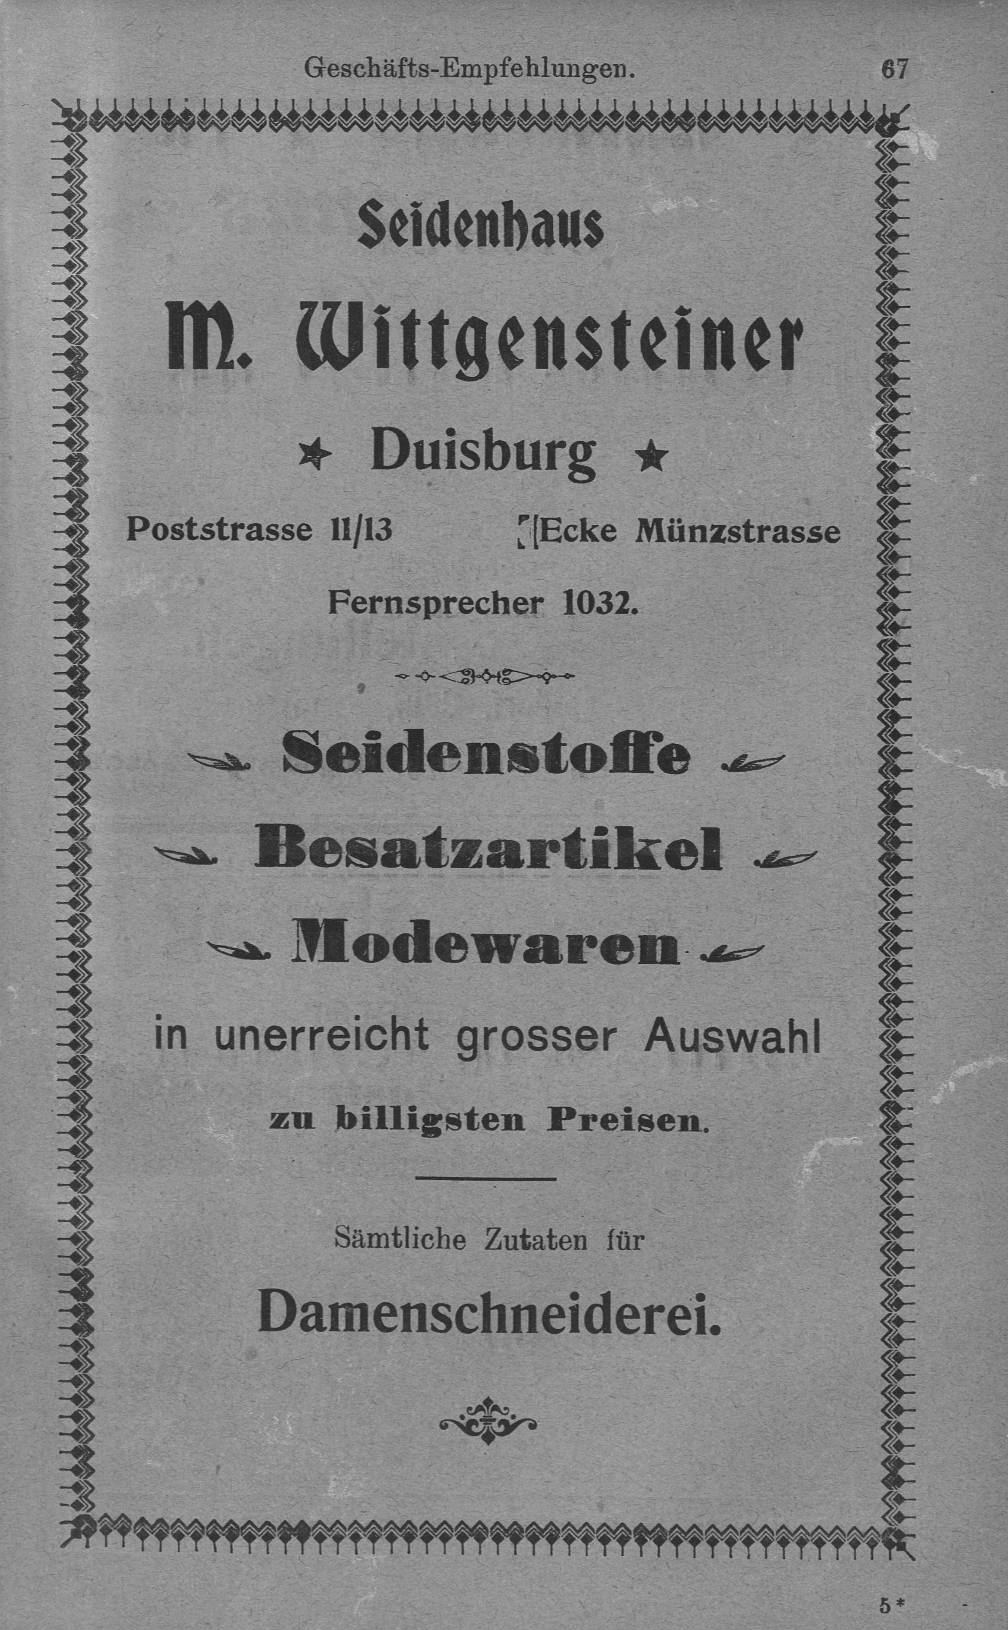 Geschäfts-Empfehlungen. 67
Seidenhaus
M. Wittgensteiner
Duisburg
Poststrasse 11/13 Ecke Münzstrasse
Fernsprecher 1032.
Seidenstoffe
Besatzartikel
Modewaren
in unerreicht grosser Auswahl
zu billigsten Preisen.
Sämtliche Zutaten für
Damenschneiderei.
5*